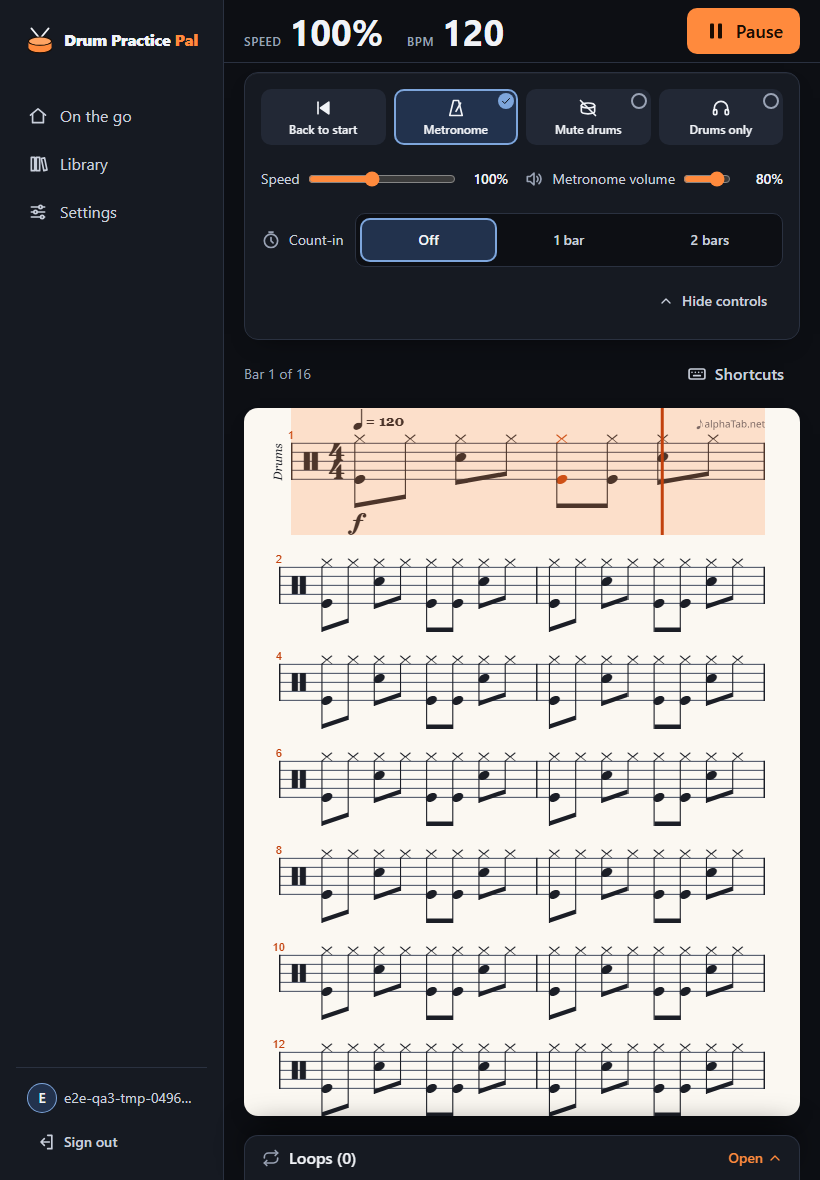 Drum Practice Pal
SPEED 100% BPM 120
Pause
On the go
Library
Settings
Back to start
Metronome
Mute drums
Drums only
Speed 100%
Metronome volume 80%
Count-in
Off
1 bar
2 bars
Hide controls
Bar 1 of 16
Shortcuts
= 120
alphaTab.net
1
Drums
4
4
f
2
4
6
8
10
12
E
e2e-qa3-tmp-0496...
Sign out
Loops (0)
Open